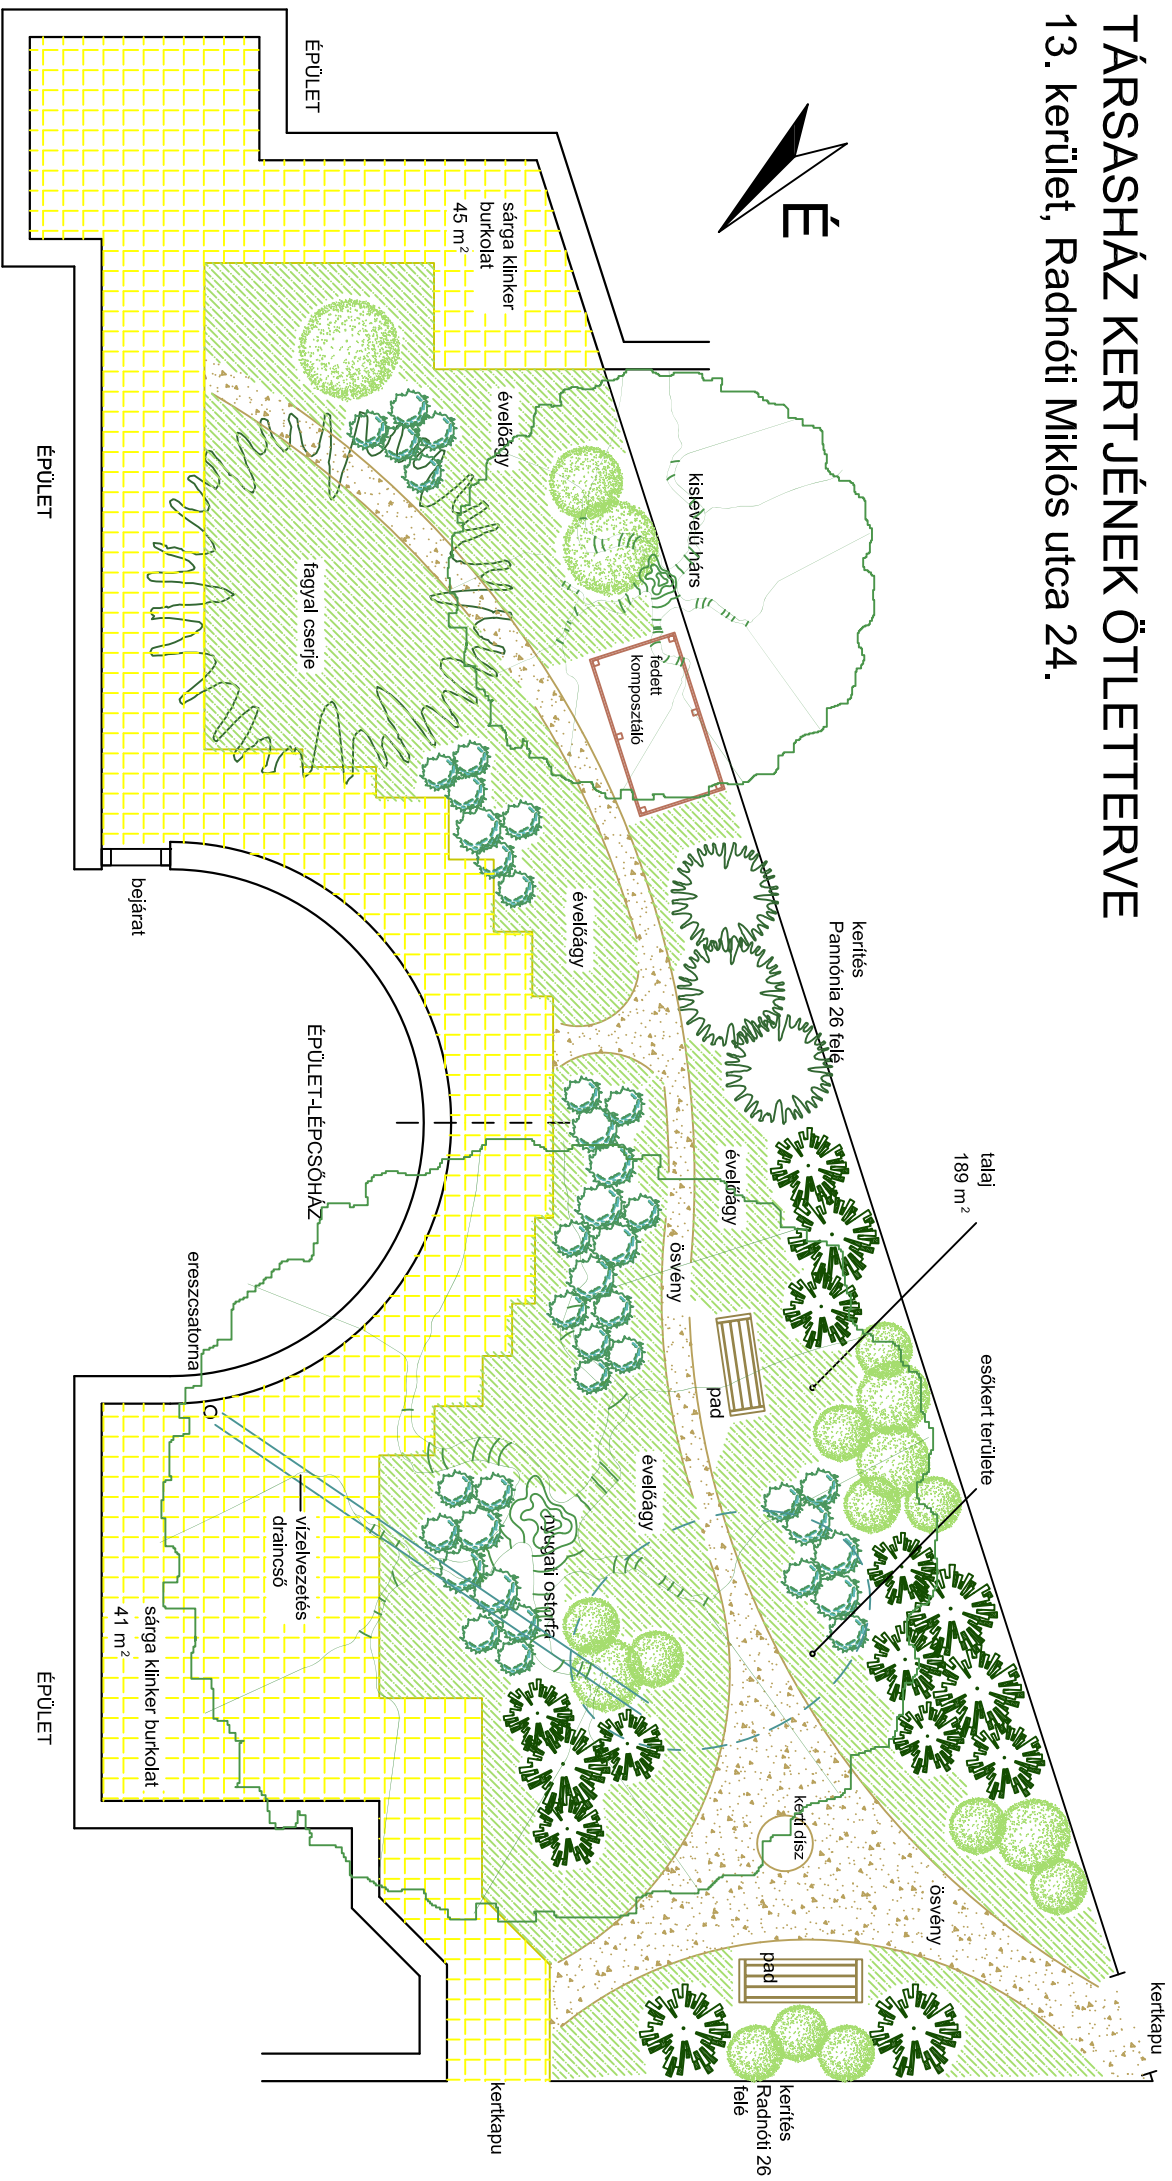 TÁRSASHÁZ KERTJÉNEK ÖTLETTERVE
13. kerület, Radnóti Miklós utca 24.
É
kertkapu
talaj
189 m²
esőkert területe
kerítés
Pannónia 26 felé
ösvény
kerítés
Radnóti 26
felé
kislevelű hárs
fedett
komposztáló
évelőágy
pad
kerti dísz
pad
ösvény
évelőágy
sárga klinker
burkolat
45 m²
évelőágy
évelőágy
nyugati ostorfa
kertkapu
ÉPÜLET
fagyal cserje
ÉPÜLET-LÉPCSŐHÁZ
vízelvezetés
draincső
ereszcsatorna
bejárat
sárga klinker burkolat
41 m²
ÉPÜLET
ÉPÜLET